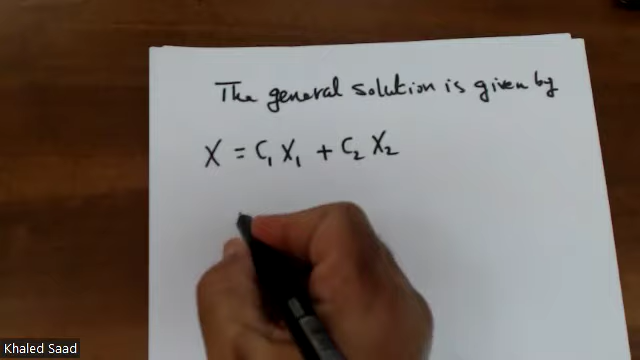 The general solution is given by
X = C₁ X₁ + C₂ X₂
Khaled Saad